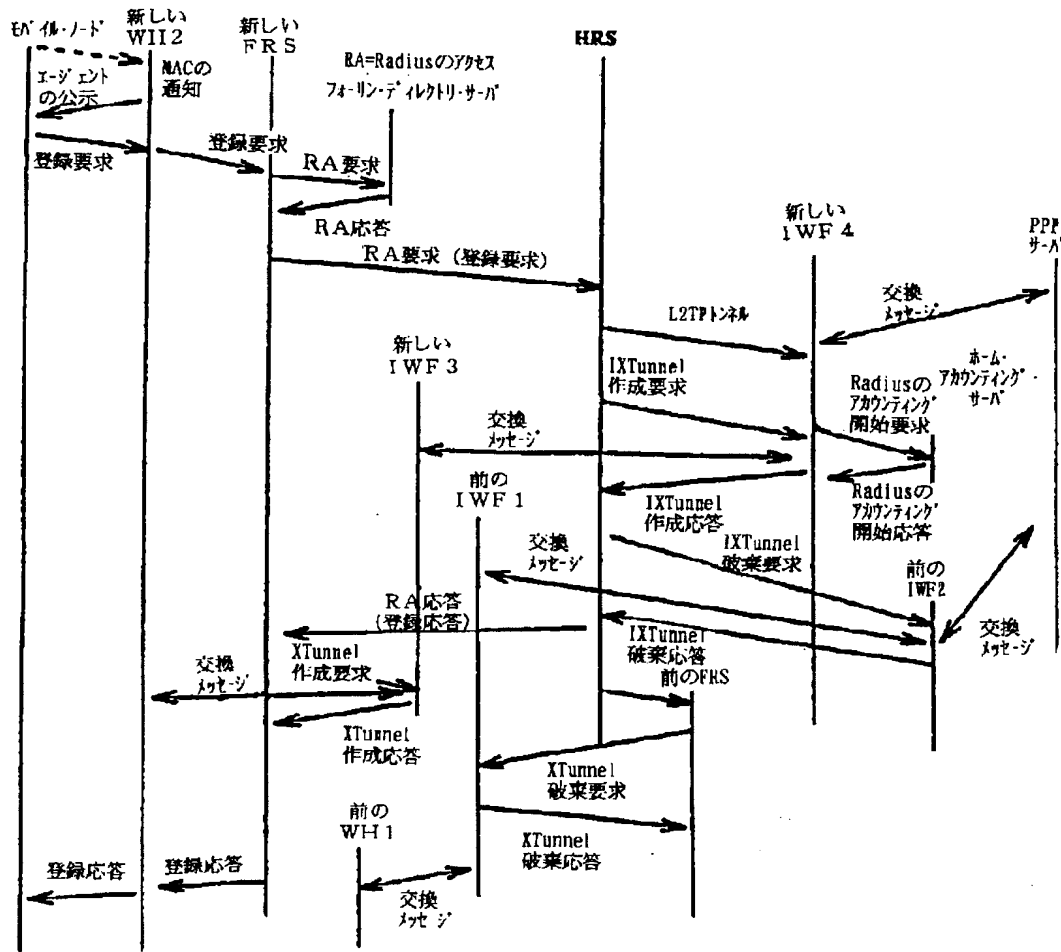 ﾓﾊﾞｲﾙ･ﾉｰﾄﾞ
新しい
WH2
新しい
ＦＲＳ
HRS
RA=Radiusのアクセス
フォーリン・ディレクトリ・サーバ
エージェント
の公示
MACの
通知
登録要求
登録要求
ＲＡ要求
ＲＡ応答
ＲＡ要求（登録要求）
新しい
ＩＷＦ４
PPP
サーバ
交換
メッセージ
L2TPトンネル
新しい
ＩＷＦ３
IXTunnel
作成要求
ホーム・
アカウンティング・
サーバ
Radiusの
アカウンティング
開始要求
交換
メッセージ
前の
ＩＷＦ１
IXTunnel
作成応答
Radiusの
アカウンティング
開始応答
交換
メッセージ
IXTunnel
破棄要求
前の
IWF2
ＲＡ応答
(登録応答)
IXTunnel
破棄応答
交換
メッセージ
交換
メッセージ
XTunnel
作成要求
前のFRS
XTunnel
作成応答
XTunnel
破棄要求
前の
ＷＨ１
XTunnel
破棄応答
登録応答
登録応答
交換
メッセージ